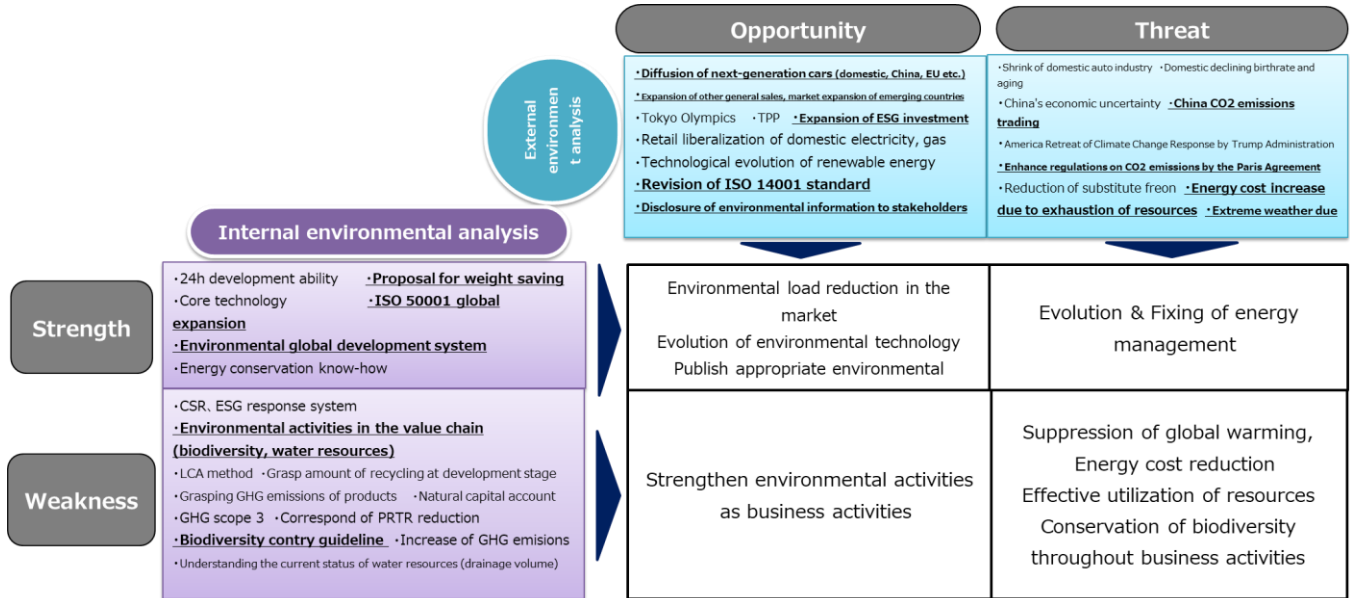 Opportunity
Threat
External
environmen
t analysis
・Diffusion of next-generation cars (domestic, China, EU etc.)
・Expansion of other general sales, market expansion of emerging countries
・Tokyo Olympics ・TPP ・Expansion of ESG investment
・Retail liberalization of domestic electricity, gas
・Technological evolution of renewable energy
・Revision of ISO 14001 standard
・Disclosure of environmental information to stakeholders
・Shrink of domestic auto industry ・Domestic declining birthrate and
aging
・China's economic uncertainty ・China CO2 emissions
trading
・America Retreat of Climate Change Response by Trump Administration
・Enhance regulations on CO2 emissions by the Paris Agreement
・Reduction of substitute freon ・Energy cost increase
due to exhaustion of resources ・Extreme weather due
Internal environmental analysis
Strength
・24h development ability ・Proposal for weight saving
・Core technology ・ISO 50001 global
expansion
・Environmental global development system
・Energy conservation know-how
Environmental load reduction in the
market
Evolution of environmental technology
Publish appropriate environmental
Evolution & Fixing of energy
management
Weakness
・CSR、ESG response system
・Environmental activities in the value chain
(biodiversity, water resources)
・LCA method ・Grasp amount of recycling at development stage
・Grasping GHG emissions of products ・Natural capital account
・GHG scope 3 ・Correspond of PRTR reduction
・Biodiversity contry guideline ・Increase of GHG emisions
・Understanding the current status of water resources (drainage volume)
Strengthen environmental activities
as business activities
Suppression of global warming,
Energy cost reduction
Effective utilization of resources
Conservation of biodiversity
throughout business activities